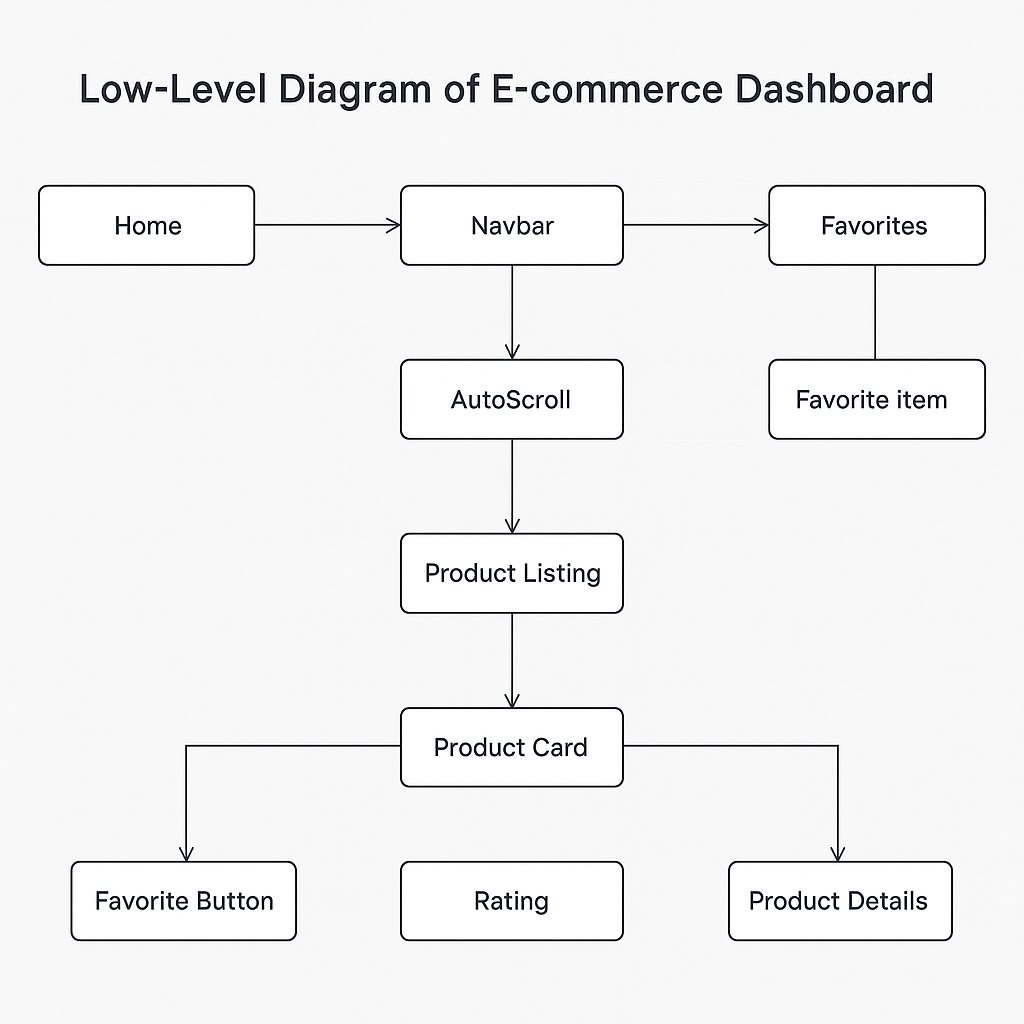 Low-Level Diagram of E-commerce Dashboard
Home
Navbar
Favorites
AutoScroll
Favorite item
Product Listing
Product Card
Favorite Button
Rating
Product Details